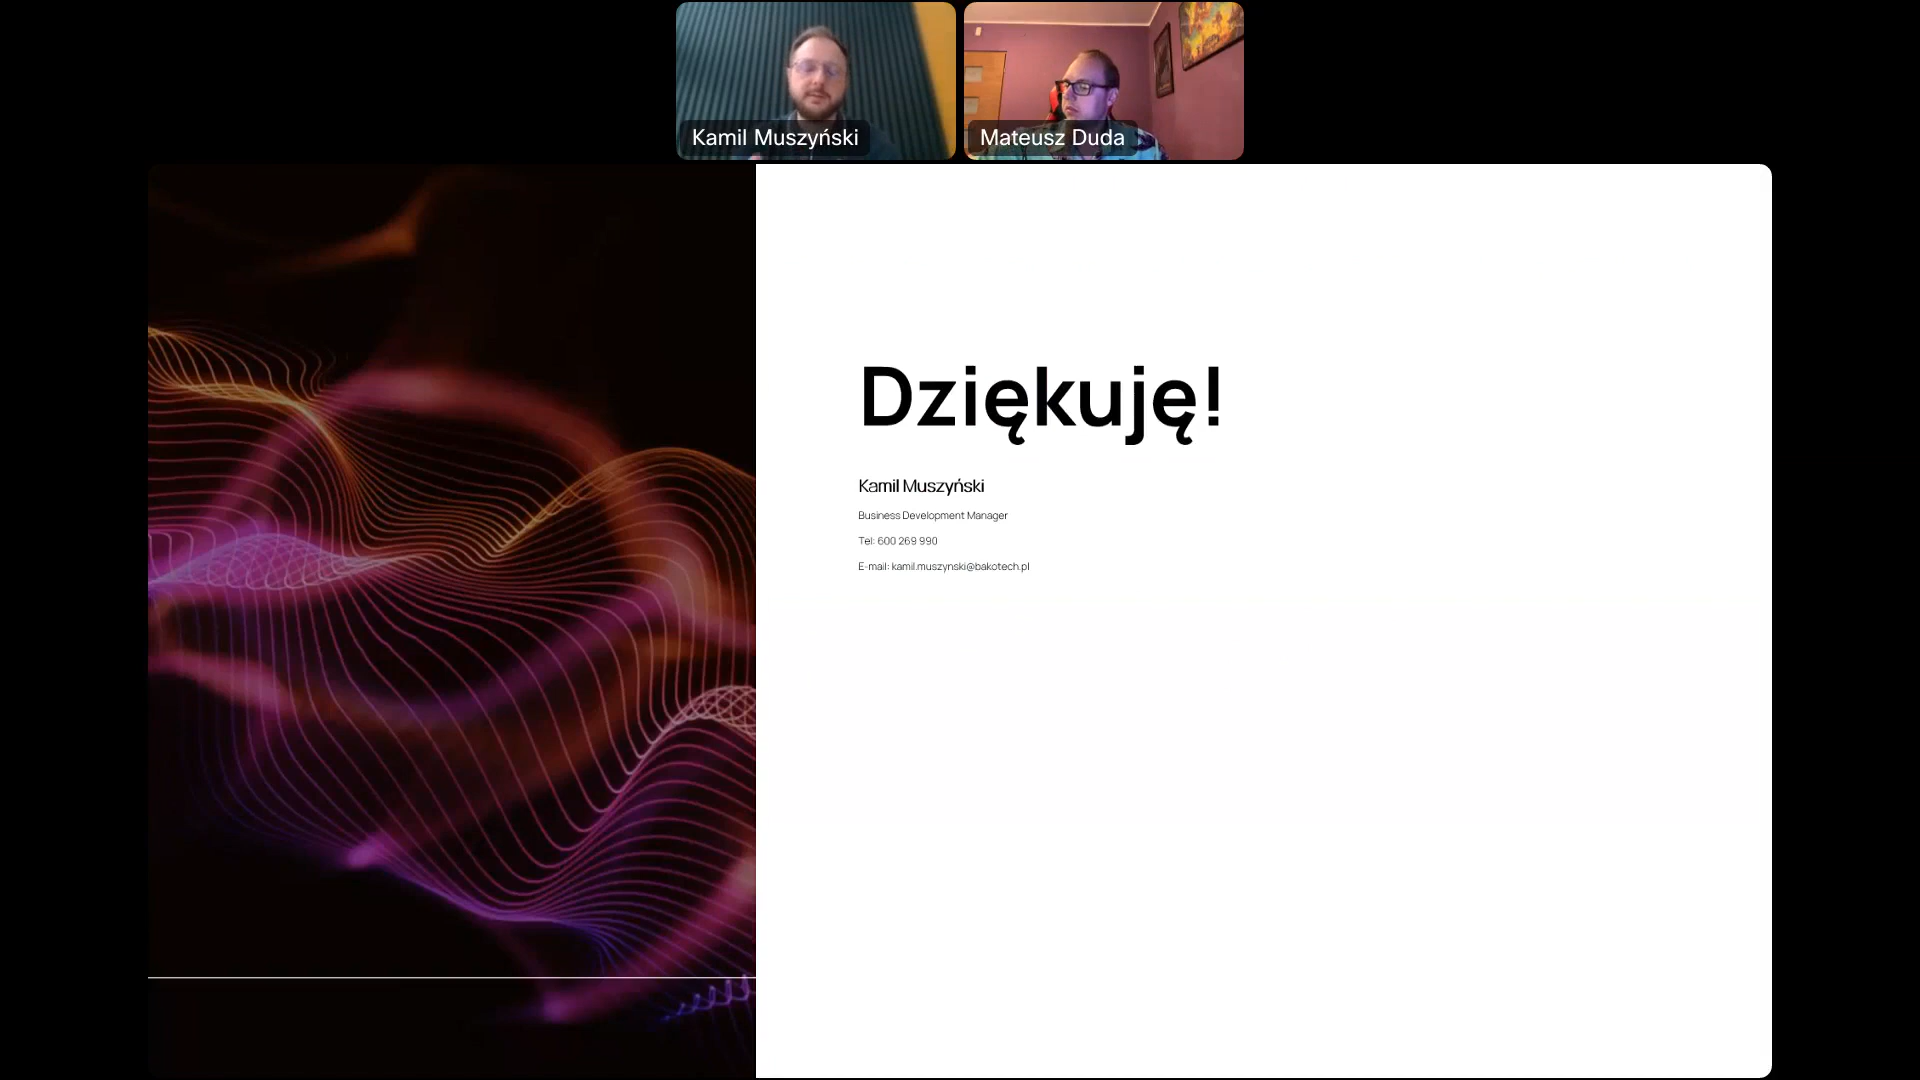 Kamil Muszyński
Mateusz Duda
Dziękuję!
Kamil Muszyński
Business Development Manager
Tel: 600 269 990
E-mail: kamil.muszynski@bakotech.pl